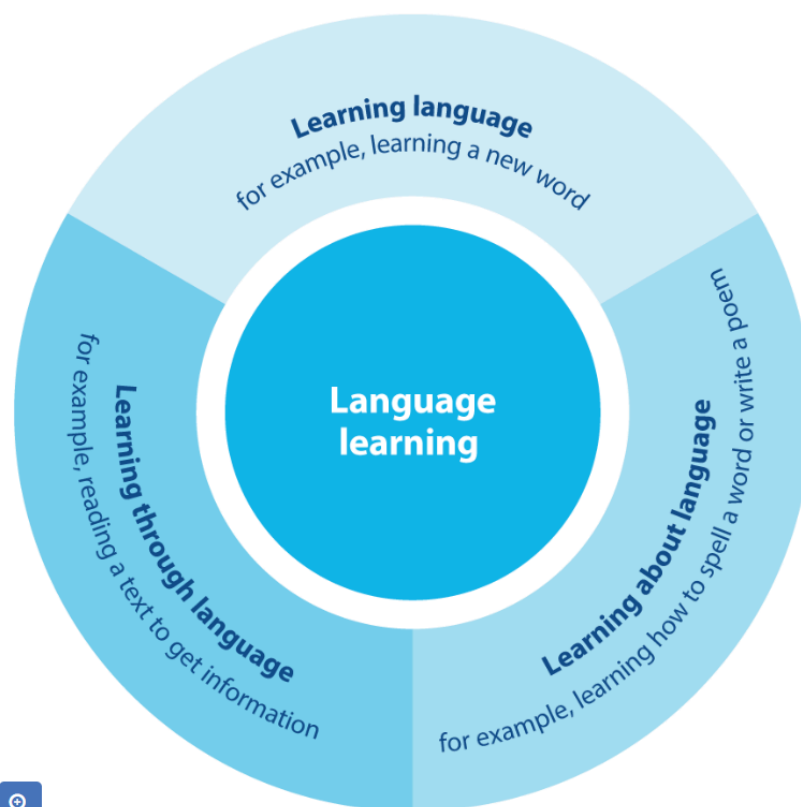 Learning language
for example, learning a new word
Language
learning
Learning about language
for example, learning how to spell a word or write a poem
Learning through language
for example, reading a text to get information